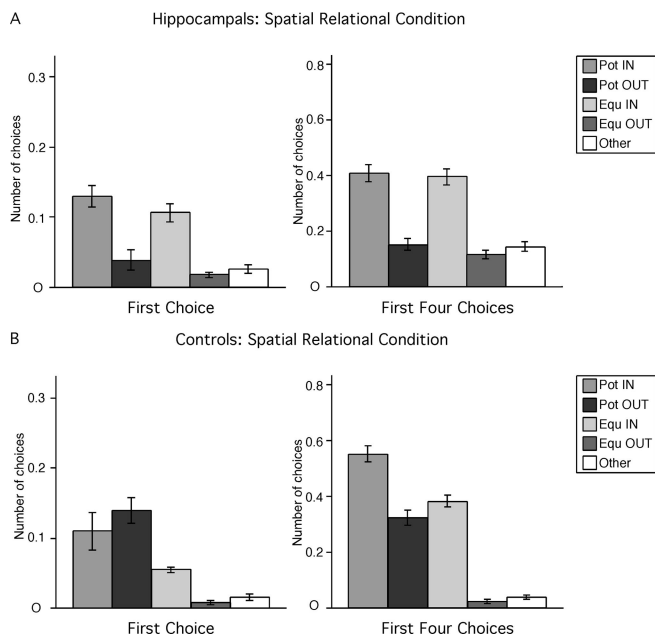 A
Hippocampals: Spatial Relational Condition
Number of choices
0.3
0.2
0.1
O
First Choice
Number of choices
0.8
0.6
0.4
0.2
O
First Four Choices
Pot IN
Pot OUT
Equ IN
Equ OUT
Other
B
Controls: Spatial Relational Condition
Number of choices
0.3
0.2
0.1
O
First Choice
Number of choices
0.8
0.6
0.4
0.2
O
First Four Choices
Pot IN
Pot OUT
Equ IN
Equ OUT
Other